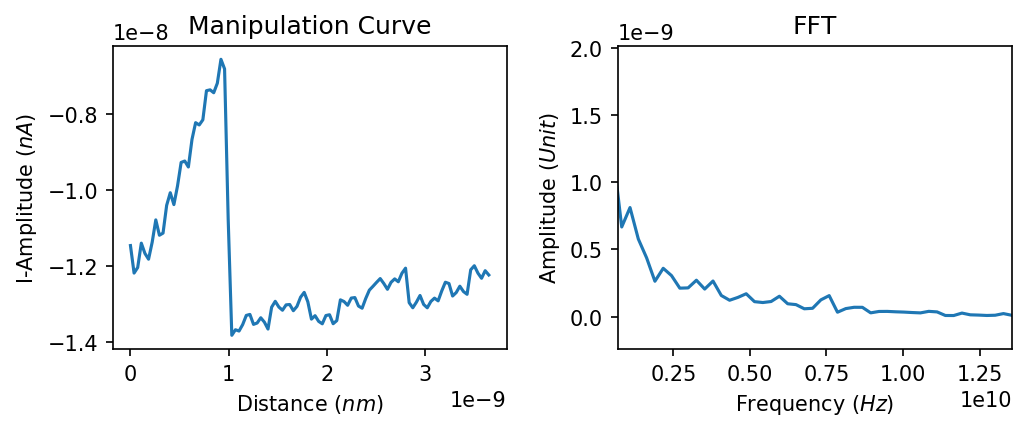 Manipulation Curve
1e−8
I-Amplitude (nA)
−0.8
−1.0
−1.2
−1.4
0
1
2
3
1e−9
Distance (nm)
FFT
1e−9
Amplitude (Unit)
2.0
1.5
1.0
0.5
0.0
0.25
0.50
0.75
1.00
1.25
1e10
Frequency (Hz)